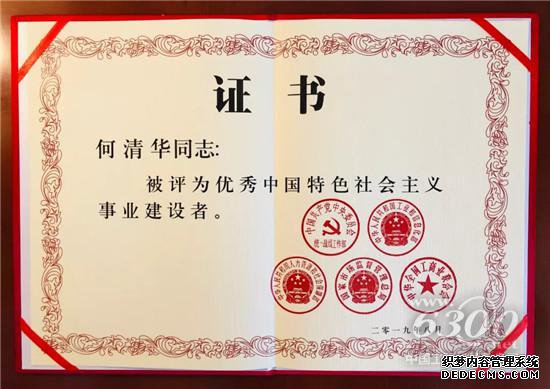 证书
何清华同志:
被评为优秀中国特色社会主义
事业建设者。
中国共产党中央委员会
统一战线工作部
中华人民共和国工业和信息化部
中华人民共和国人力资源和社会保障部
国家市场监督管理总局
中华全国工商业联合会
二零一九年八月
6300
织梦内容管理系统
DEDECMS.COM